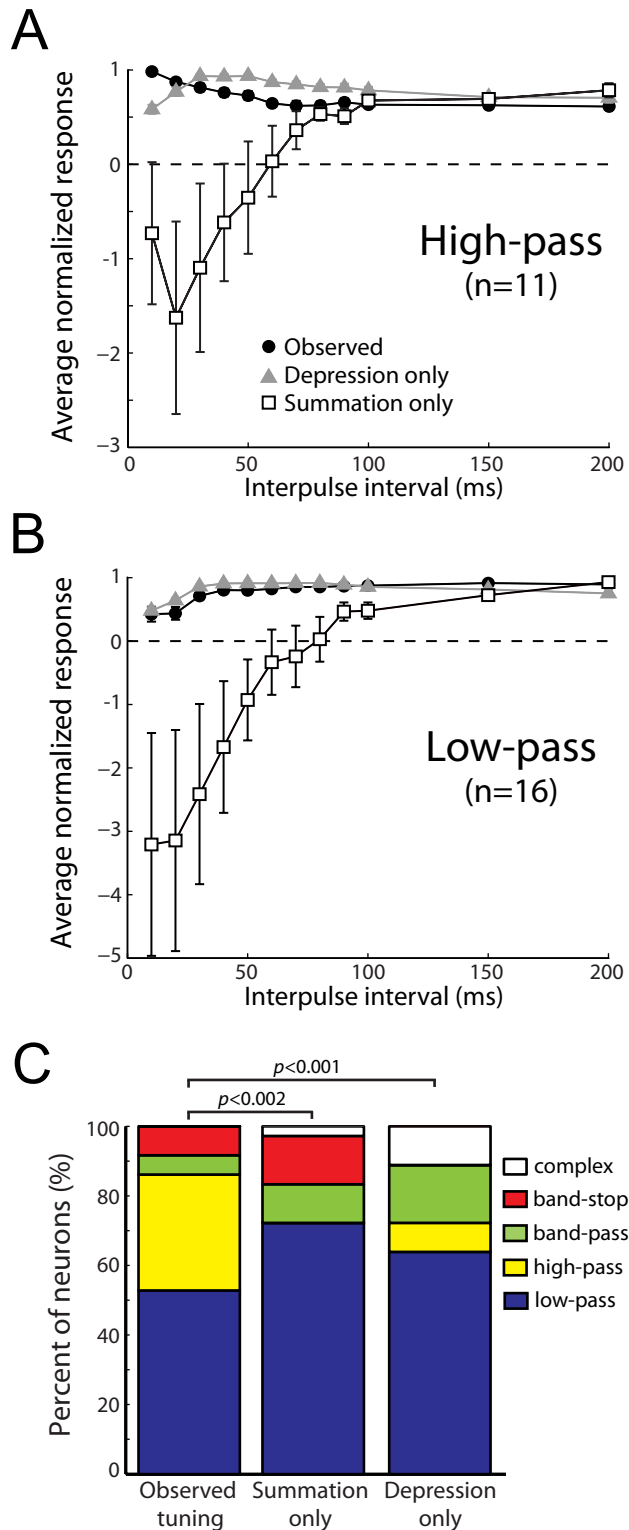 A
Average normalized response
1
0
-1
−2
−3
High-pass
(n=11)
Observed
Depression only
Summation only
0
50
100
150
200
Interpulse interval (ms)
B
Average normalized response
1
0
-1
-2
-3
-4
-5
Low-pass
(n=16)
0
50
100
150
200
Interpulse interval (ms)
C
p<0.001
p<0.002
Percent of neurons (%)
100
80
60
40
20
0
complex
band-stop
band-pass
high-pass
low-pass
Observed
tuning
Summation
only
Depression
only